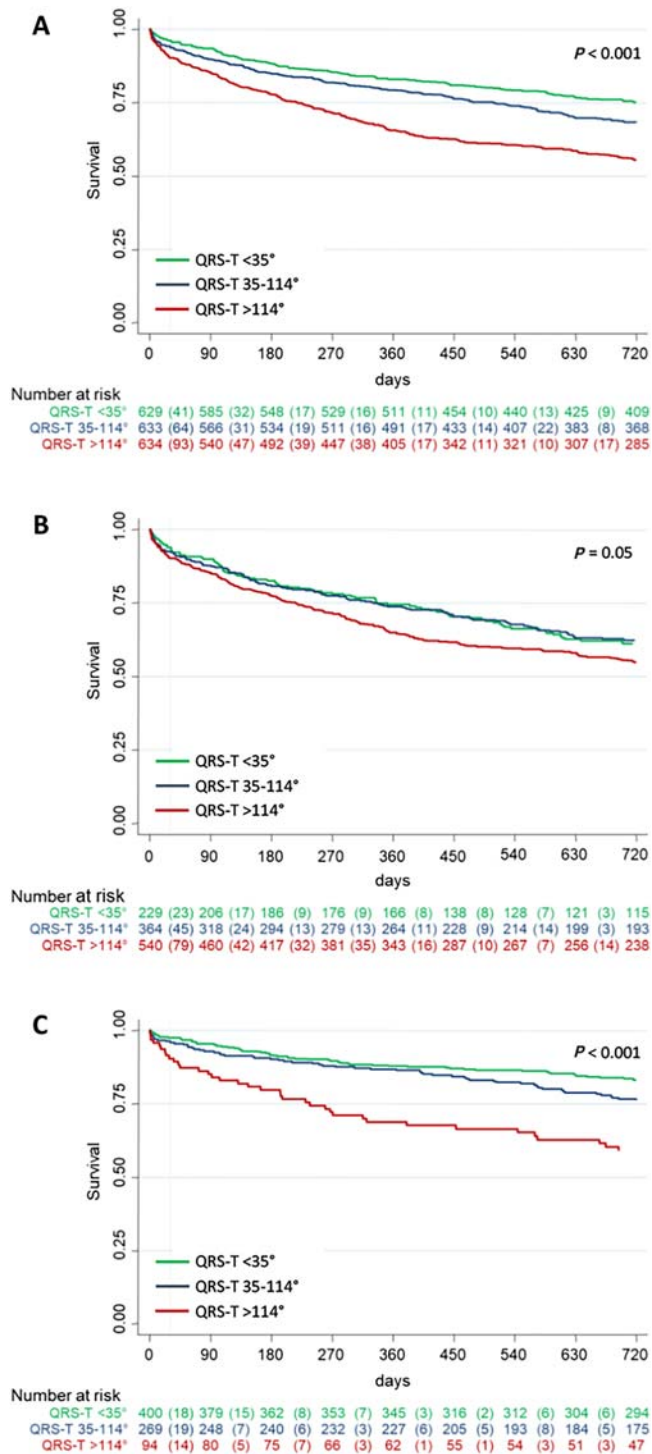 A
P < 0.001
1.00
0.75
0.50
0.25
0.00
Survival
QRS-T <35°
QRS-T 35-114°
QRS-T >114°
0 90 180 270 360 450 540 630 720
days
Number at risk
QRS-T <35° 629 (41) 585 (32) 548 (17) 529 (16) 511 (11) 454 (10) 440 (13) 425 (9) 409
QRS-T 35-114° 633 (64) 566 (31) 534 (19) 511 (16) 491 (17) 433 (14) 407 (22) 383 (8) 368
QRS-T >114° 634 (93) 540 (47) 492 (39) 447 (38) 405 (17) 342 (11) 321 (10) 307 (17) 285
B
P = 0.05
1.00
0.75
0.50
0.25
0.00
Survival
QRS-T <35°
QRS-T 35-114°
QRS-T >114°
0 90 180 270 360 450 540 630 720
days
Number at risk
QRS-T <35° 229 (23) 206 (17) 186 (9) 176 (9) 166 (8) 138 (8) 128 (7) 121 (3) 115
QRS-T 35-114° 364 (45) 318 (24) 294 (13) 279 (13) 264 (11) 228 (9) 214 (14) 199 (3) 193
QRS-T >114° 540 (79) 460 (42) 417 (32) 381 (35) 343 (16) 287 (10) 267 (7) 256 (14) 238
C
P < 0.001
1.00
0.75
0.50
0.25
0.00
Survival
QRS-T <35°
QRS-T 35-114°
QRS-T >114°
0 90 180 270 360 450 540 630 720
days
Number at risk
QRS-T <35° 400 (18) 379 (15) 362 (8) 353 (7) 345 (3) 316 (2) 312 (6) 304 (6) 294
QRS-T 35-114° 269 (19) 248 (7) 240 (6) 232 (3) 227 (6) 205 (5) 193 (8) 184 (5) 175
QRS-T >114° 94 (14) 80 (5) 75 (7) 66 (3) 62 (1) 55 (1) 54 (3) 51 (3) 47